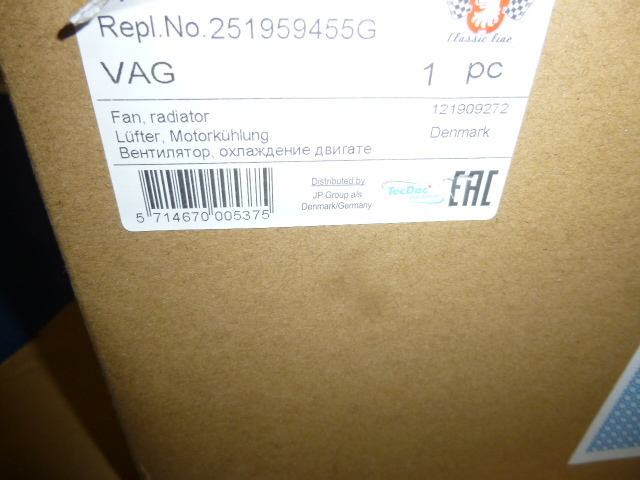 Repl.No.251959455G
Classic line
VAG 1 pc
Fan, radiator 121909272
Lüfter, Motorkühlung Denmark
Вентилятор, охлаждение двигате
Distributed by
JP Group a/s
Denmark/Germany
TecDoc
EAC
5 714670 005375